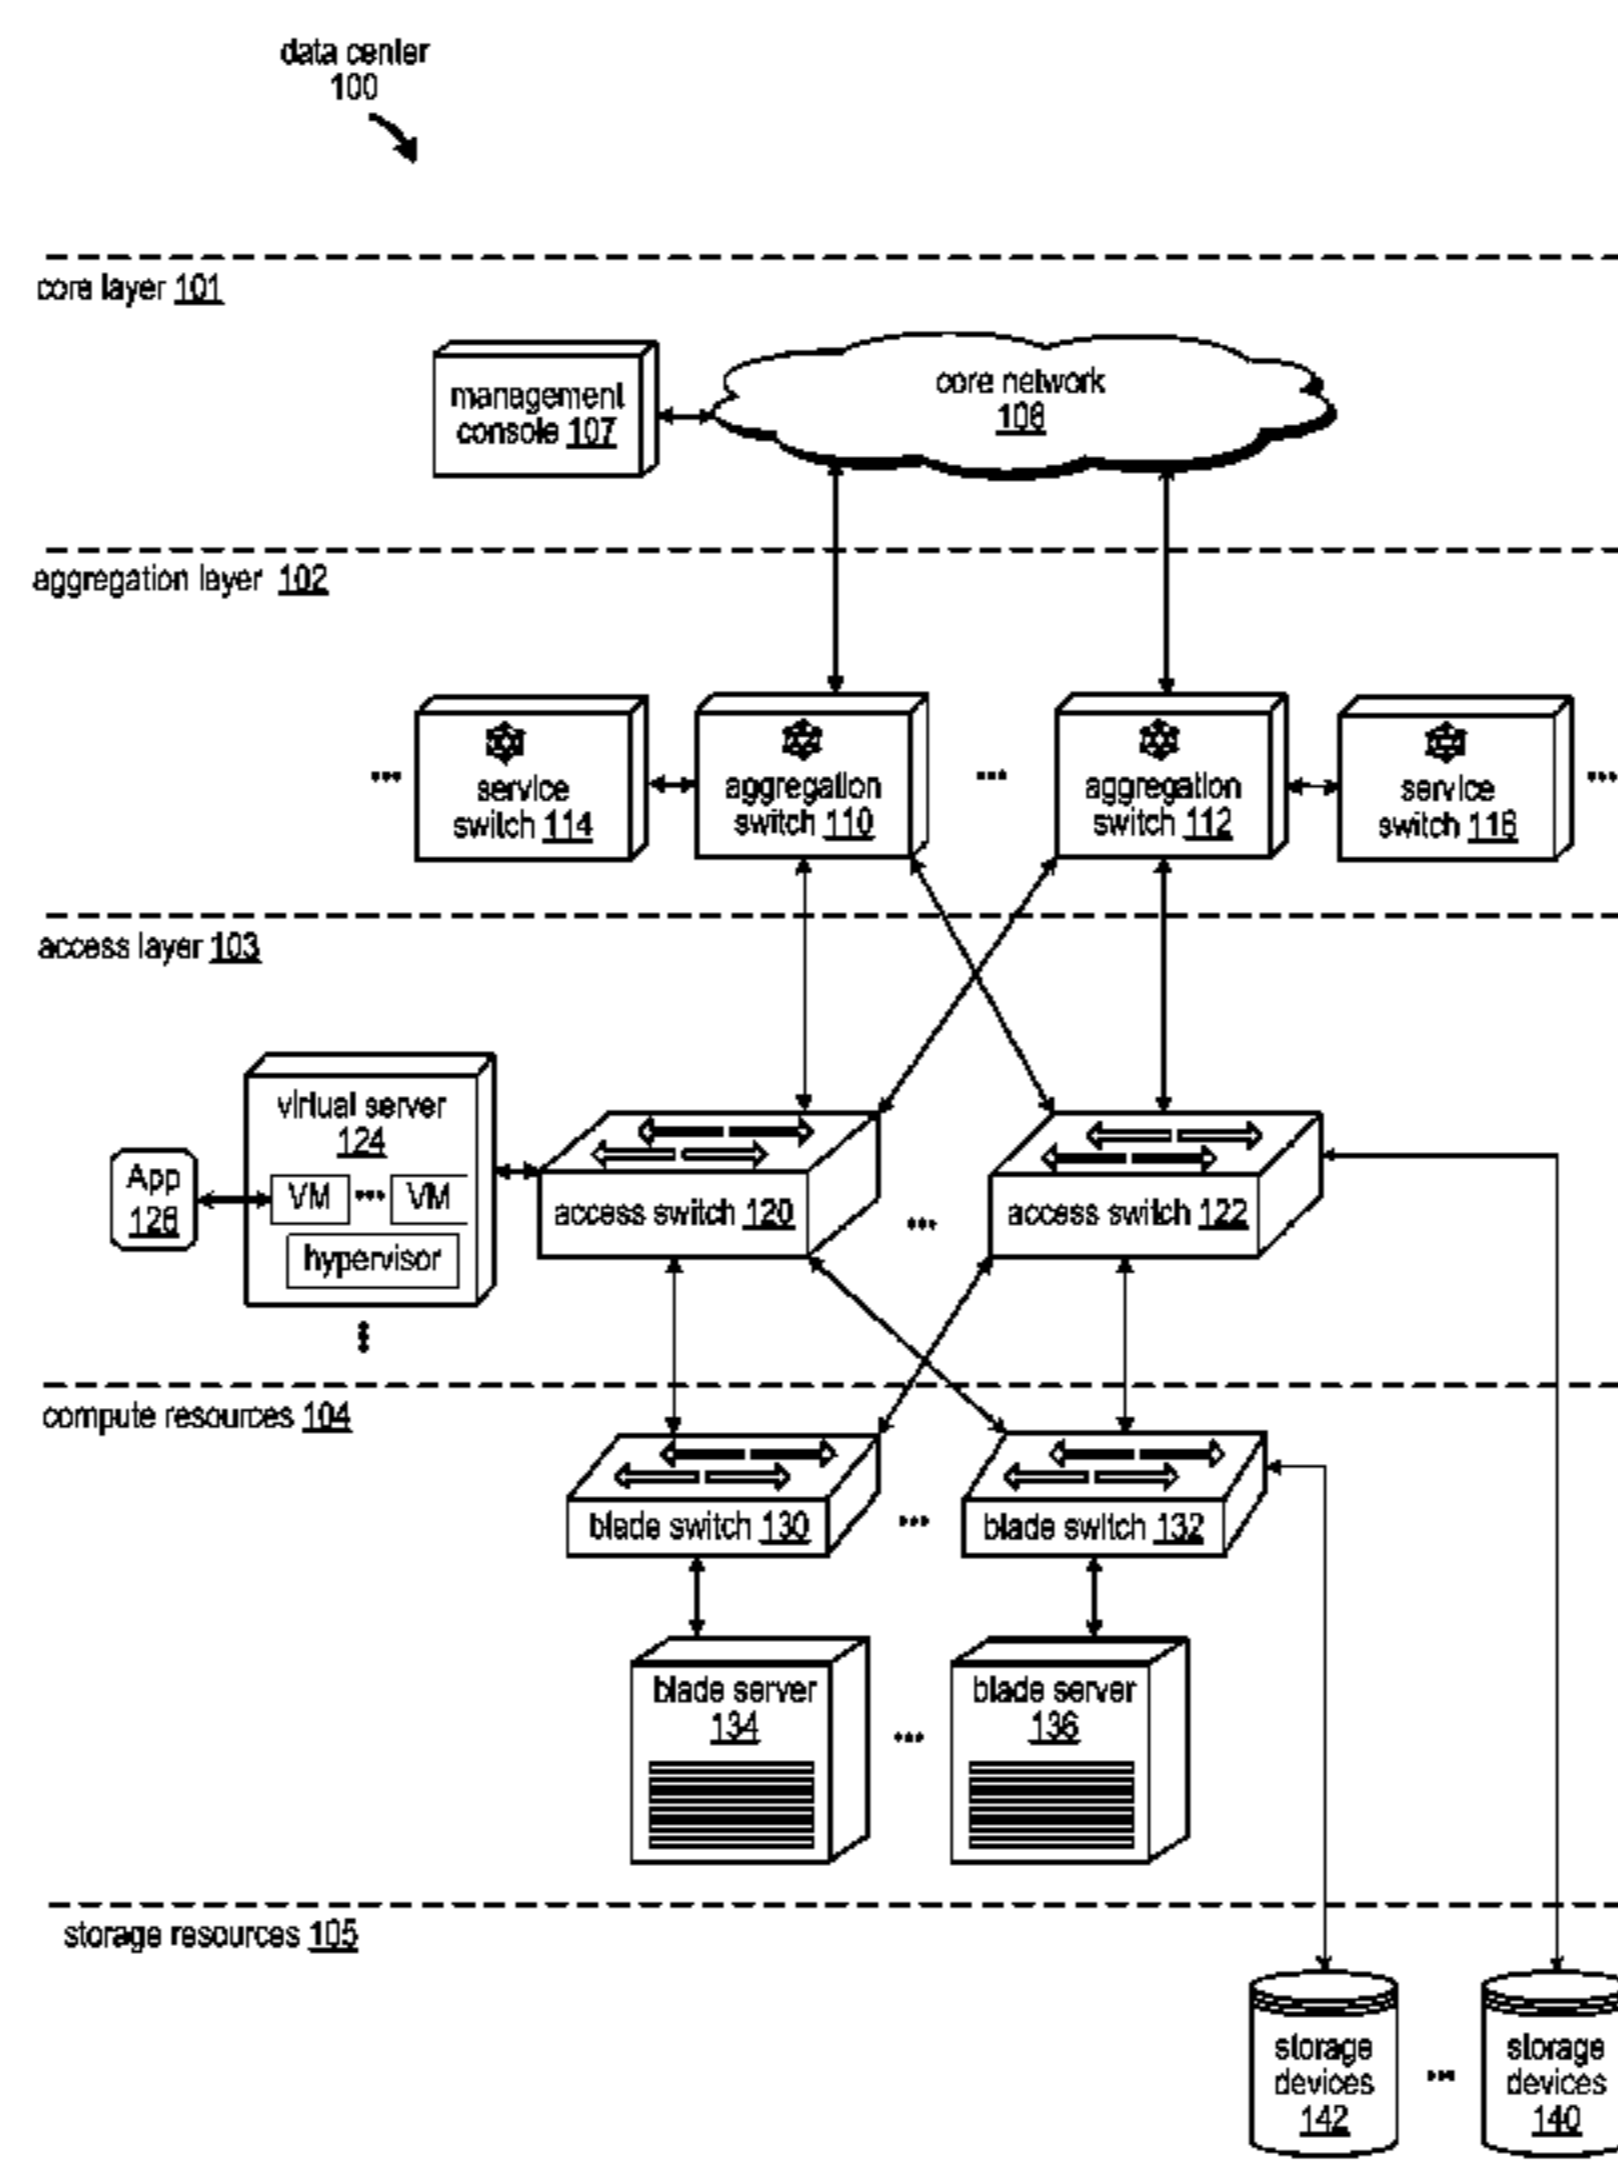 data center
100
core layer 101
management
console 107
core network
108
aggregation layer 102
service
switch 114
aggregation
switch 110
...
aggregation
switch 112
service
switch 116
...
...
access layer 103
virtual server
124
App
126
VM ... VM
hypervisor
access switch 120
...
access switch 122
compute resources 104
blade switch 130
...
blade switch 132
blade server
134
...
blade server
136
storage resources 105
storage
devices
142
...
storage
devices
140